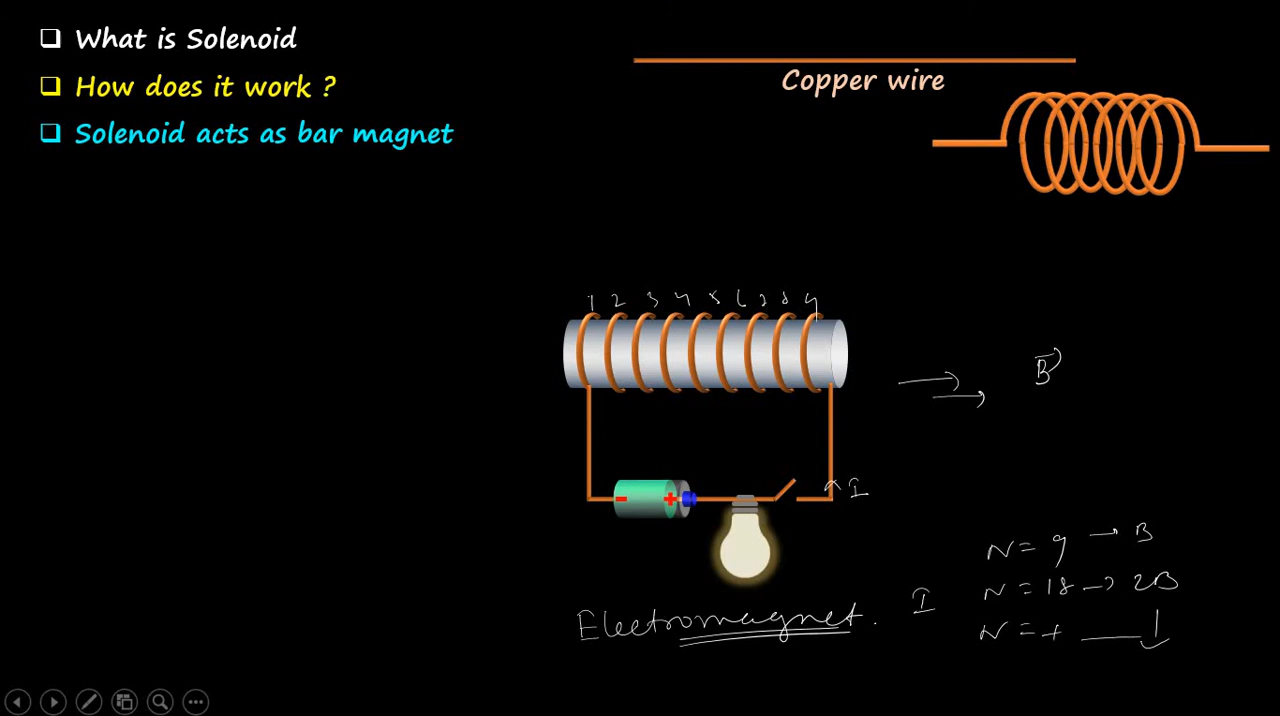 What is Solenoid
How does it work ?
Solenoid acts as bar magnet
Copper wire
1 2 3 4 5 6 7 8 9
B
- +
I
N = 9 → B
N = 18 → 2B
N =
I
Electromagnet.